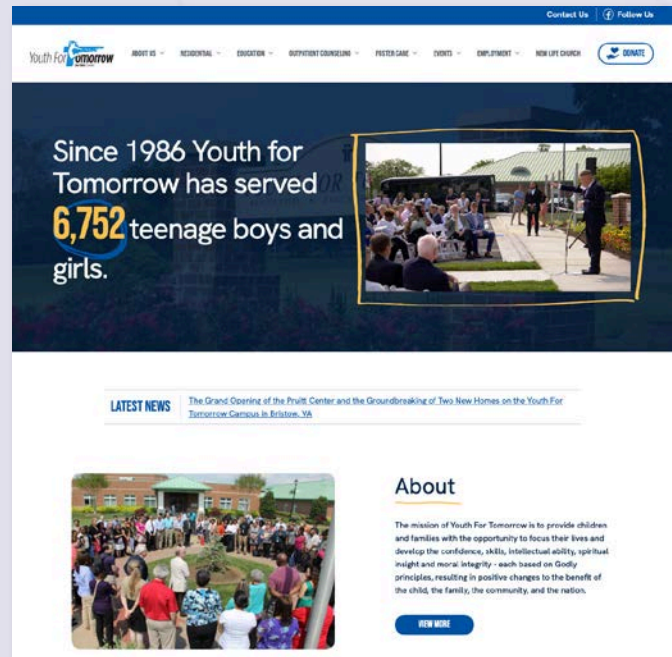 Contact Us Follow Us
Youth For Tomorrow ABOUT US RESIDENTIAL EDUCATION OUTPATIENT COUNSELING FOSTER CARE EVENTS EMPLOYMENT NEW LIFE CHURCH DONATE
Since 1986 Youth for
Tomorrow has served
6,752 teenage boys and
girls.
LATEST NEWS
The Grand Opening of the Pruitt Center and the Groundbreaking of Two New Homes on the Youth For
Tomorrow Campus in Bristow, VA
About
The mission of Youth For Tomorrow is to provide children
and families with the opportunity to focus their lives and
develop the confidence, skills, intellectual ability, spiritual
insight and moral integrity - each based on Godly
principles, resulting in positive changes to the benefit of
the child, the family, the community, and the nation.
VIEW MORE